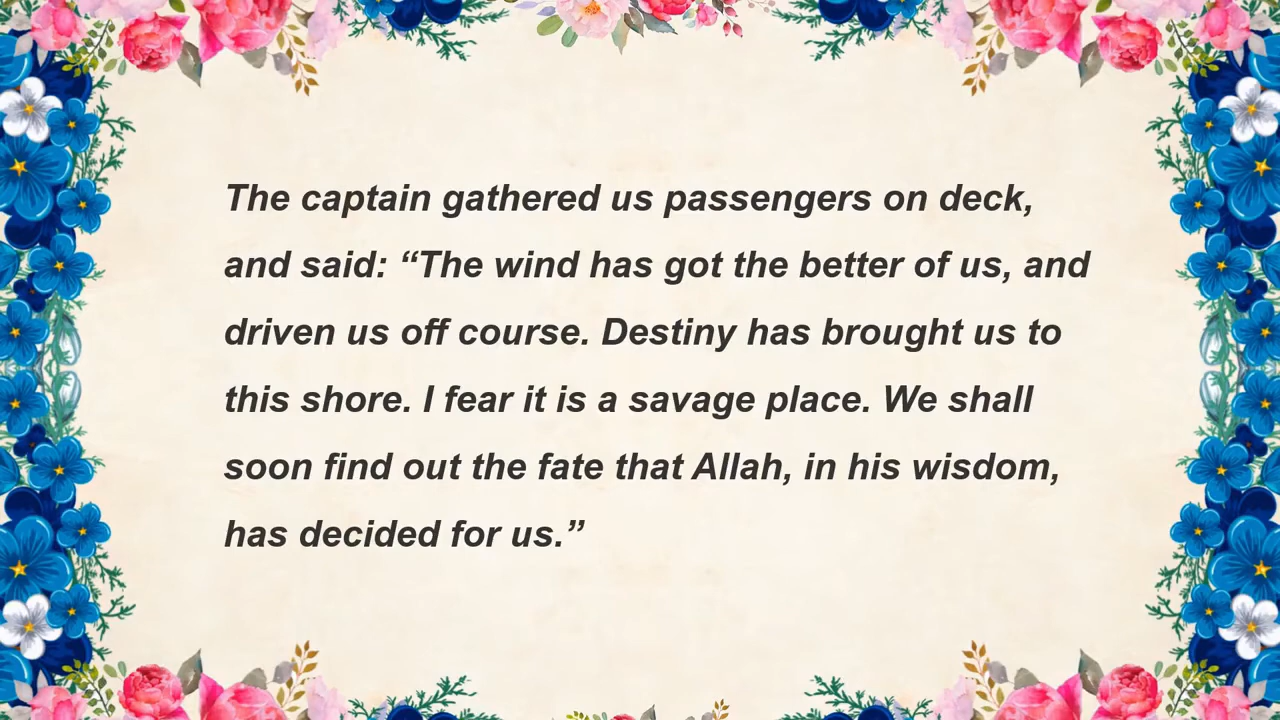 The captain gathered us passengers on deck,
and said: “The wind has got the better of us, and
driven us off course. Destiny has brought us to
this shore. I fear it is a savage place. We shall
soon find out the fate that Allah, in his wisdom,
has decided for us.”